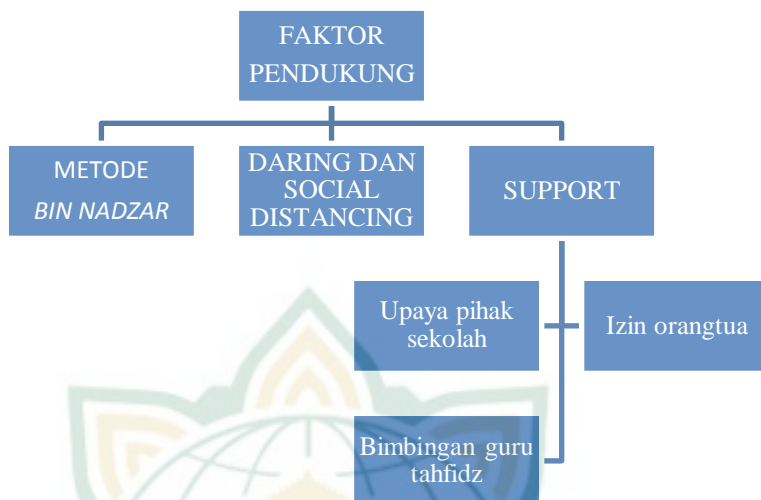 FAKTOR
PENDUKUNG
METODE
BIN NADZAR
DARING DAN
SOCIAL
DISTANCING
SUPPORT
Upaya pihak
sekolah
Izin orangtua
Bimbingan guru
tahfidz